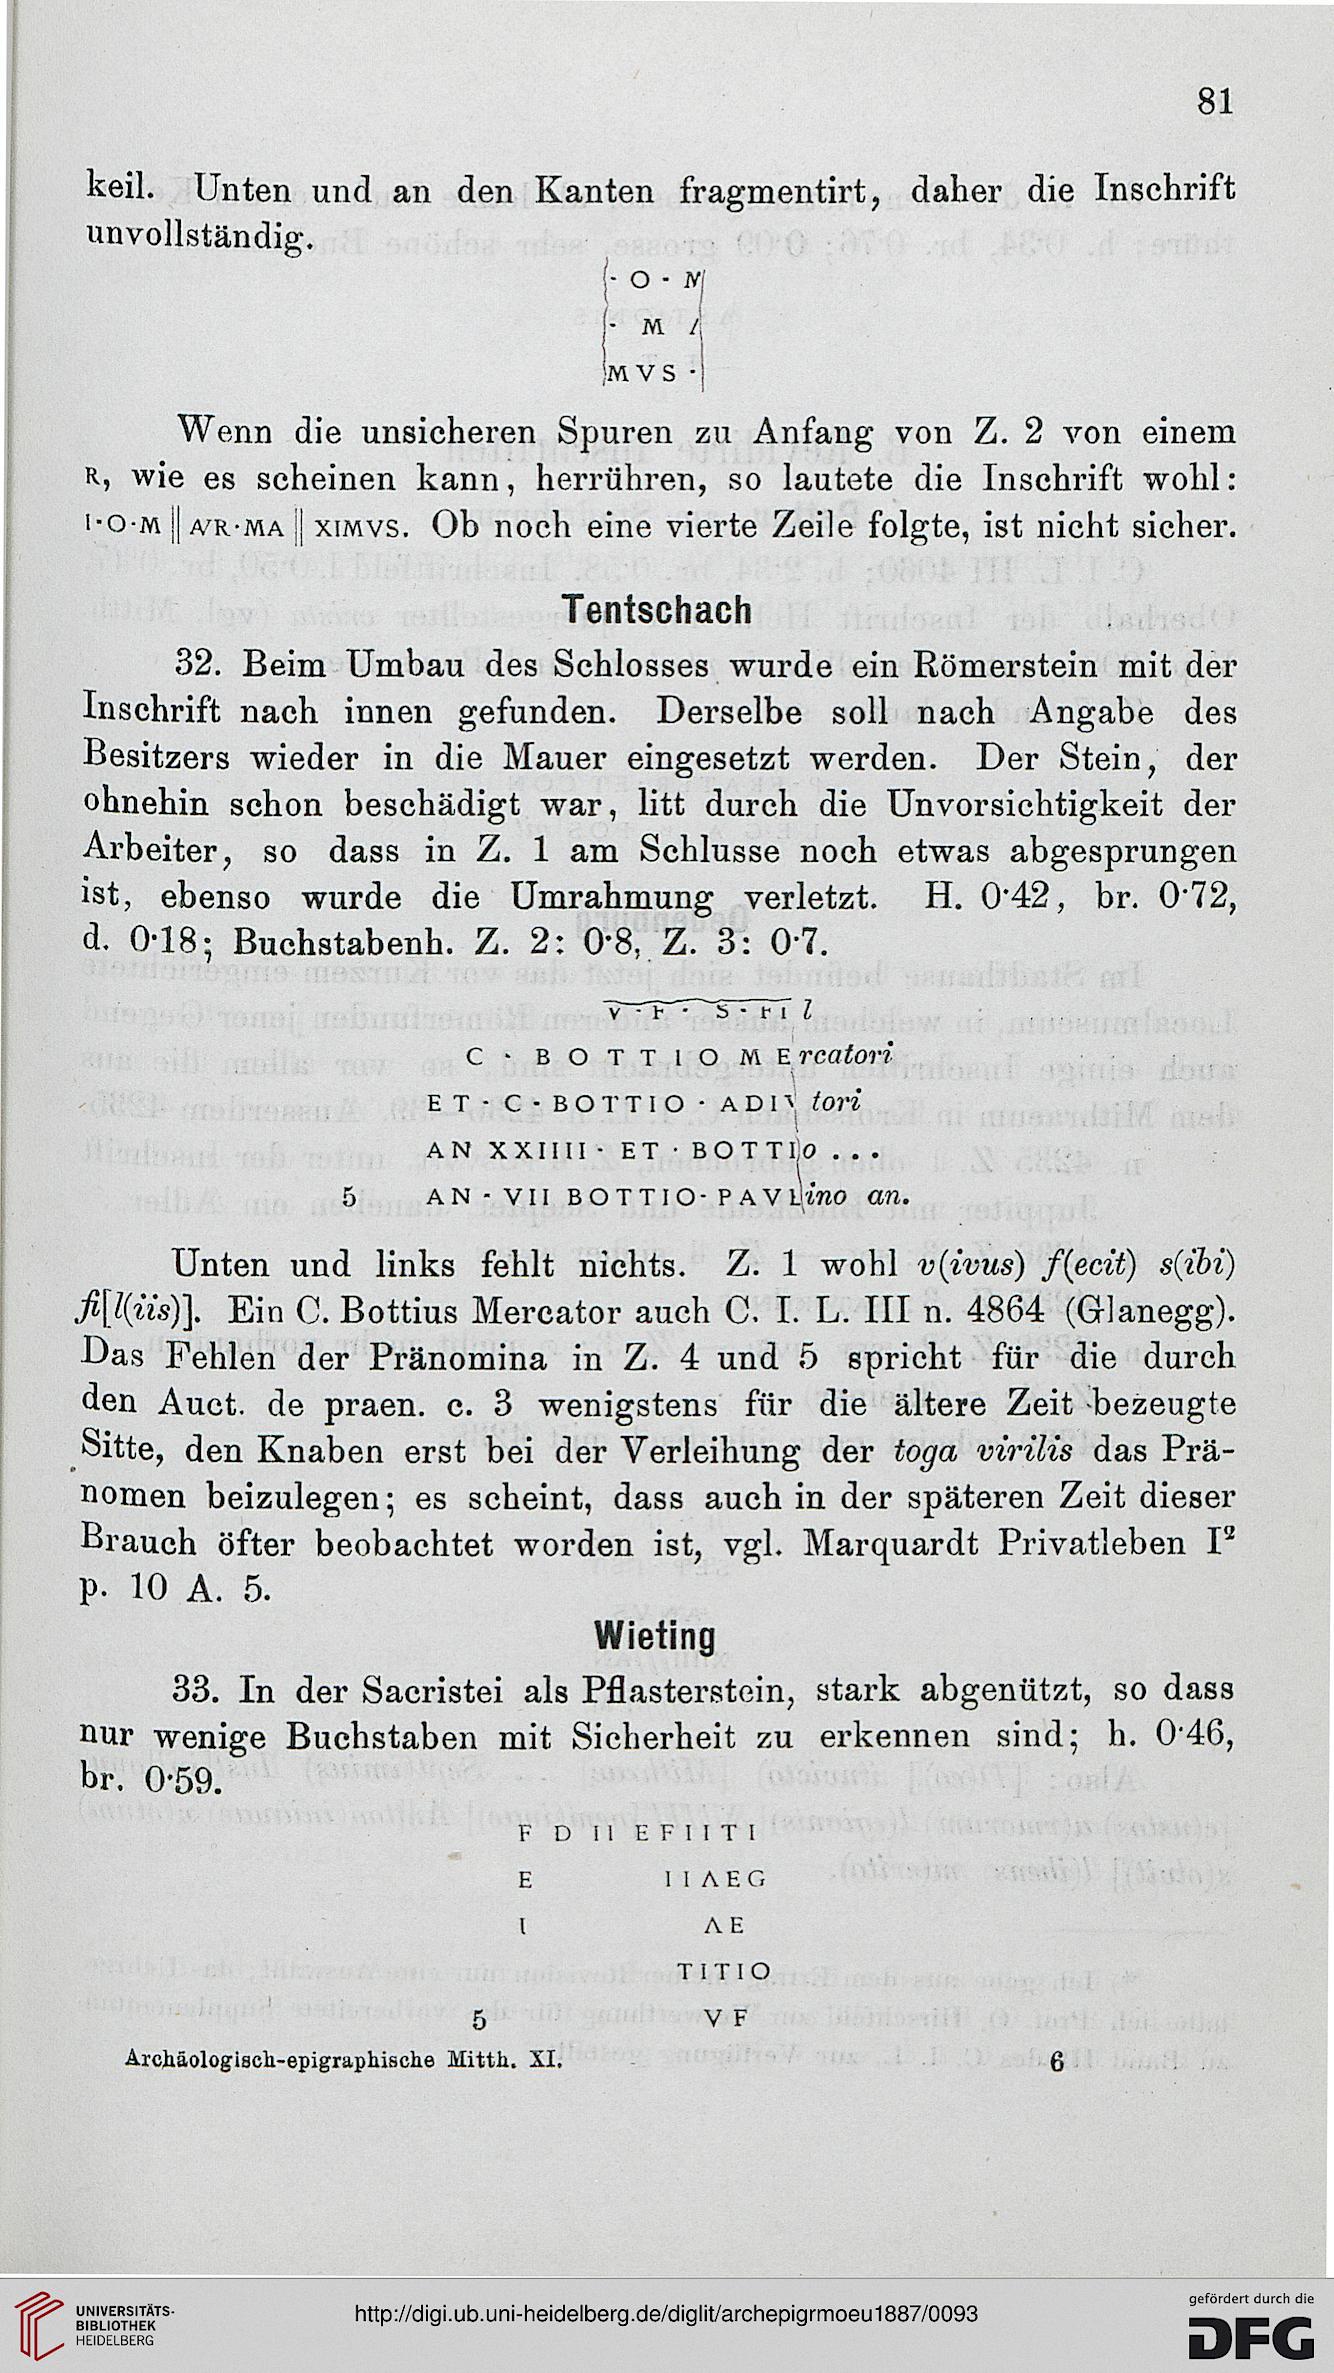 81
keil. Unten und an den Kanten fragmentirt, daher die Inschrift
unvollständig.
· O · M
· M /
MVS ·
Wenn die unsicheren Spuren zu Anfang von Z. 2 von einem
R, wie es scheinen kann, herrühren, so lautete die Inschrift wohl:
I·O·M || A/R·MA || XIMVS. Ob noch eine vierte Zeile folgte, ist nicht sicher.
Tentschach
32. Beim Umbau des Schlosses wurde ein Römerstein mit der
Inschrift nach innen gefunden. Derselbe soll nach Angabe des
Besitzers wieder in die Mauer eingesetzt werden. Der Stein, der
ohnehin schon beschädigt war, litt durch die Unvorsichtigkeit der
Arbeiter, so dass in Z. 1 am Schlusse noch etwas abgesprungen
ist, ebenso wurde die Umrahmung verletzt. H. 0·42, br. 0·72,
d. 0·18; Buchstabenh. Z. 2: 0·8, Z. 3: 0·7.
V · F · S · FI l
C · BOTTIO MErcatori
ET · C · BOTTIO · ADI\ tori
AN XXIIII · ET · BOTTIo ...
5 AN · VII BOTTIO · PAVLino an.
Unten und links fehlt nichts. Z. 1 wohl v(ivus) f(ecit) s(ibi)
fi[l(iis)]. Ein C. Bottius Mercator auch C. I. L. III n. 4864 (Glanegg).
Das Fehlen der Pränomina in Z. 4 und 5 spricht für die durch
den Auct. de praen. c. 3 wenigstens für die ältere Zeit bezeugte
Sitte, den Knaben erst bei der Verleihung der toga virilis das Prä-
nomen beizulegen; es scheint, dass auch in der späteren Zeit dieser
Brauch öfter beobachtet worden ist, vgl. Marquardt Privatleben I²
p. 10 A. 5.
Wieting
33. In der Sacristei als Pflasterstein, stark abgenützt, so dass
nur wenige Buchstaben mit Sicherheit zu erkennen sind; h. 0·46,
br. 0·59.
F D II EFIITI
E IIΛEG
I ΛE
TITIO
5 VF
Archäologisch-epigraphische Mitth. XI. 6
UNIVERSITÄTS-
BIBLIOTHEK
HEIDELBERG
http://digi.ub.uni-heidelberg.de/diglit/archepigrmoeu1887/0093
gefördert durch die
DFG